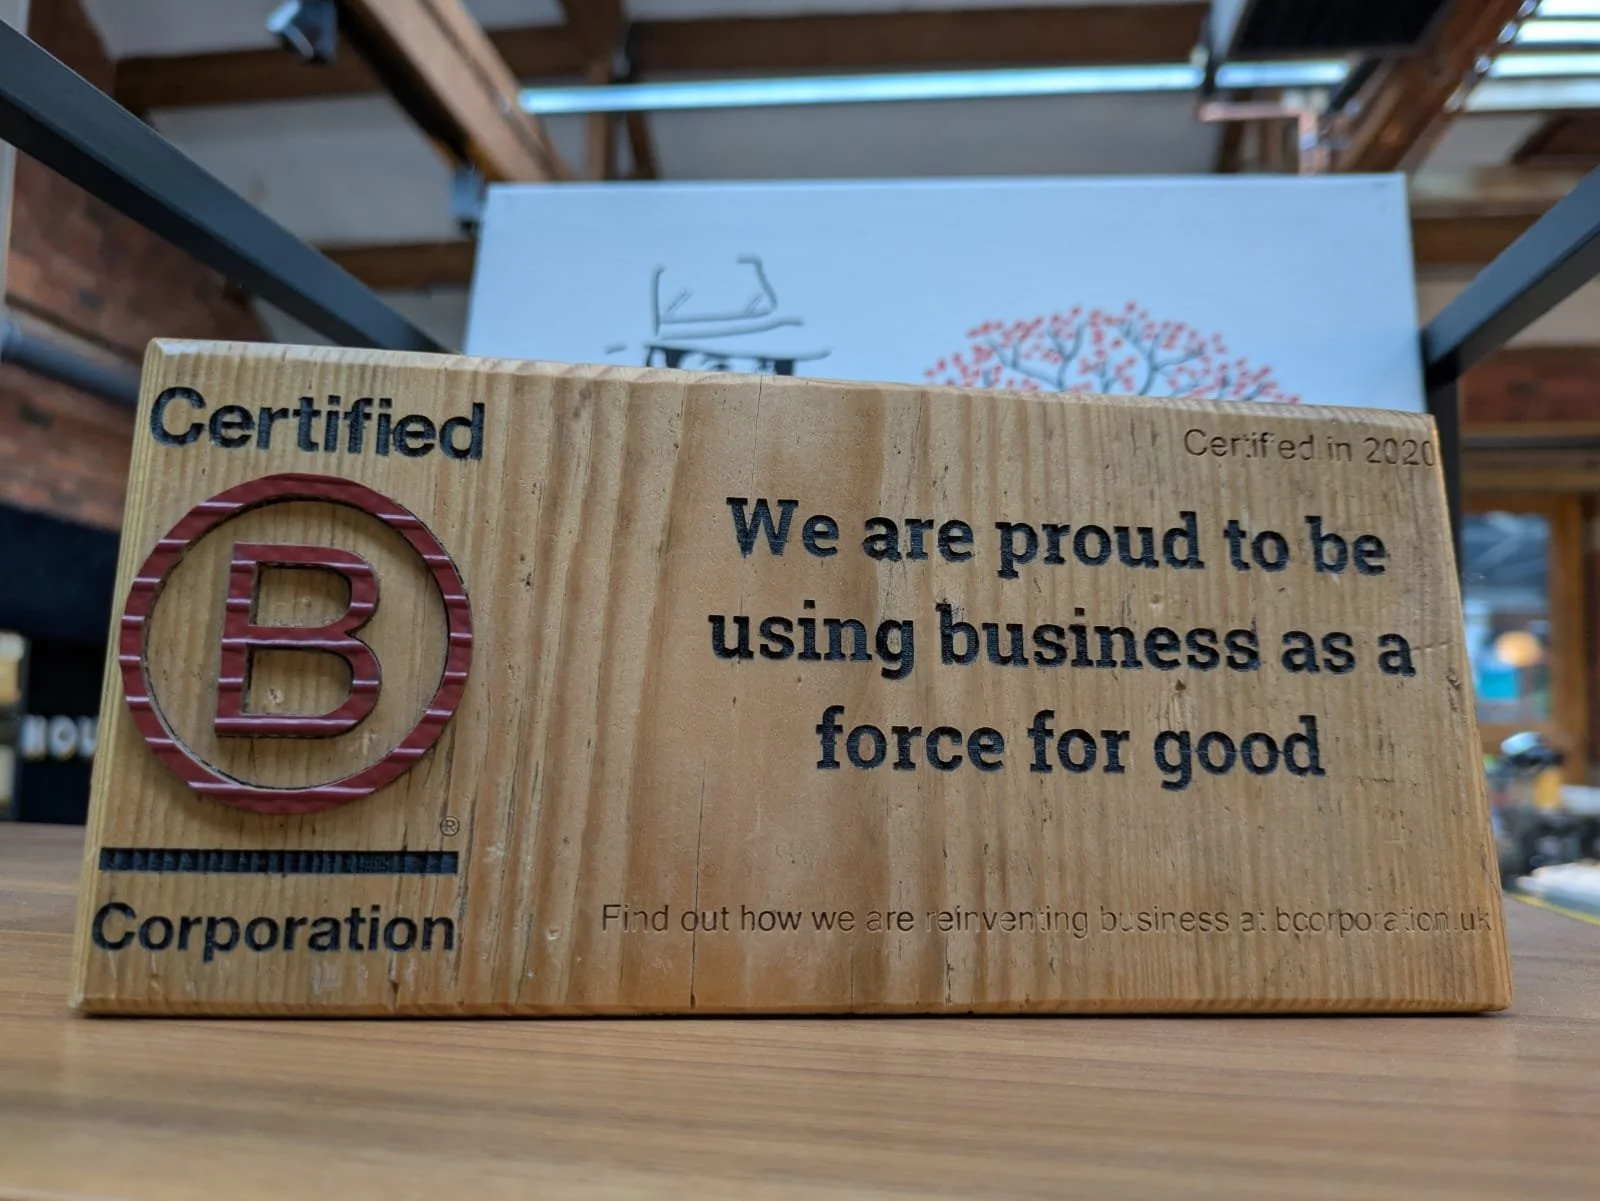 Certified
B
®
Corporation
Certified in 2020
We are proud to be
using business as a
force for good
Find out how we are reinventing business at bcorporation.uk